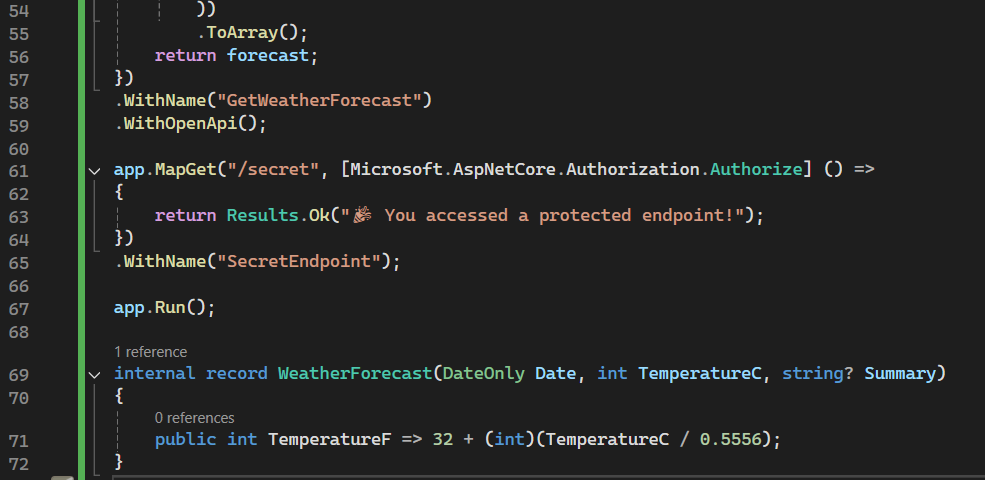 54 ))
55 .ToArray();
56 return forecast;
57 })
58 .WithName("GetWeatherForecast")
59 .WithOpenApi();
60
61 app.MapGet("/secret", [Microsoft.AspNetCore.Authorization.Authorize] () =>
62 {
63 return Results.Ok("🎉 You accessed a protected endpoint!");
64 })
65 .WithName("SecretEndpoint");
66
67 app.Run();
68
1 reference
69 internal record WeatherForecast(DateOnly Date, int TemperatureC, string? Summary)
70 {
0 references
71 public int TemperatureF => 32 + (int)(TemperatureC / 0.5556);
72 }